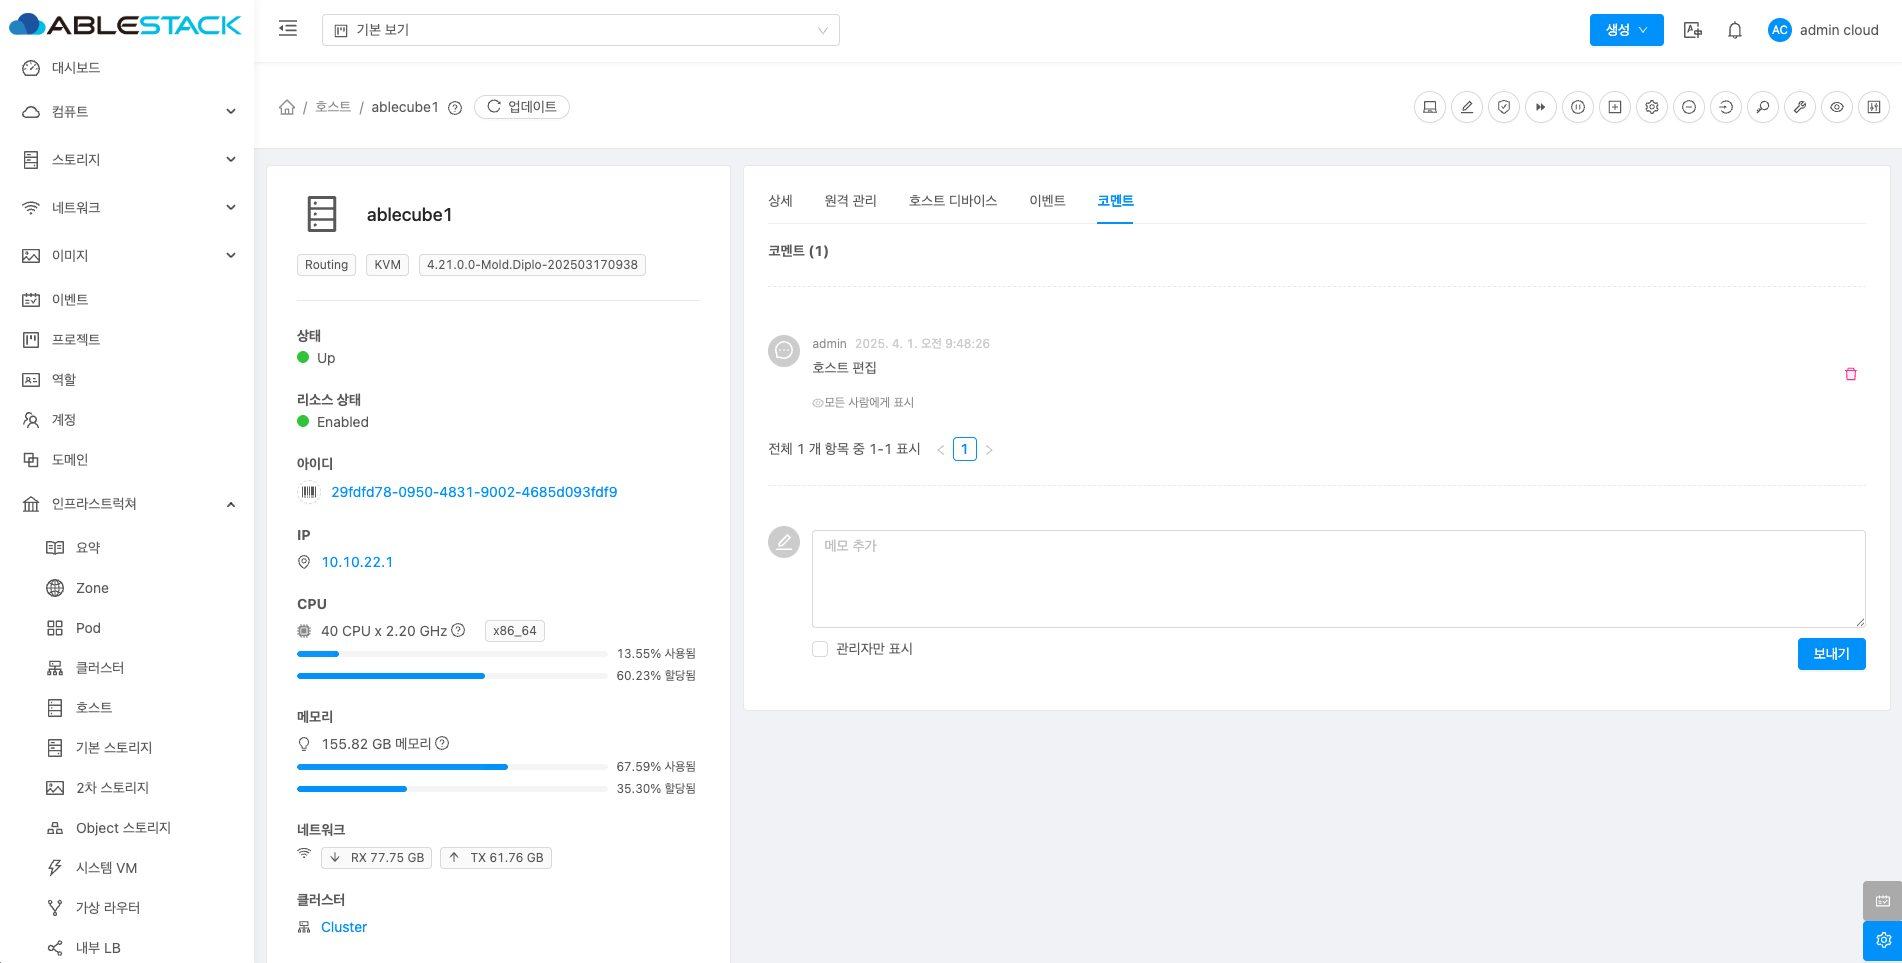 ABLESTACK
기본 보기
생성
AC
admin cloud
대시보드
컴퓨트
스토리지
네트워크
이미지
이벤트
프로젝트
역할
계정
도메인
인프라스트럭쳐
요약
Zone
Pod
클러스터
호스트
기본 스토리지
2차 스토리지
Object 스토리지
시스템 VM
가상 라우터
내부 LB
/ 호스트 / ablecube1
업데이트
ablecube1
Routing
KVM
4.21.0.0-Mold.Diplo-202503170938
상태
Up
리소스 상태
Enabled
아이디
29fdfd78-0950-4831-9002-4685d093fdf9
IP
10.10.22.1
CPU
40 CPU x 2.20 GHz
x86_64
13.55% 사용됨
60.23% 할당됨
메모리
155.82 GB 메모리
67.59% 사용됨
35.30% 할당됨
네트워크
RX 77.75 GB
TX 61.76 GB
클러스터
Cluster
상세
원격 관리
호스트 디바이스
이벤트
코멘트
코멘트 (1)
admin 2025. 4. 1. 오전 9:48:26
호스트 편집
모든 사람에게 표시
전체 1 개 항목 중 1-1 표시
1
메모 추가
관리자만 표시
보내기